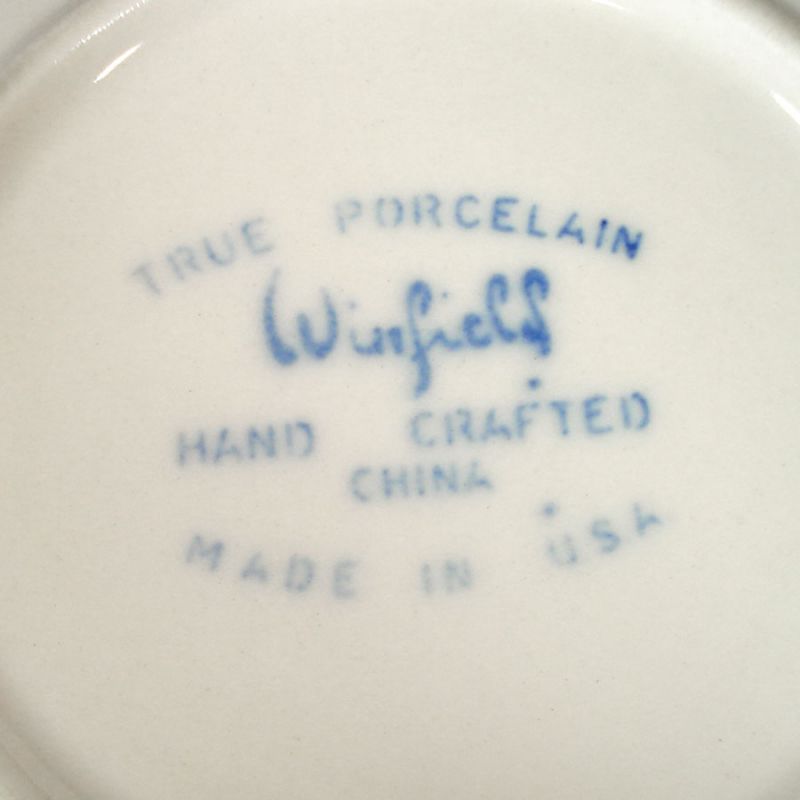 TRUE PORCELAIN
Winfield
HAND CRAFTED
CHINA
MADE IN USA